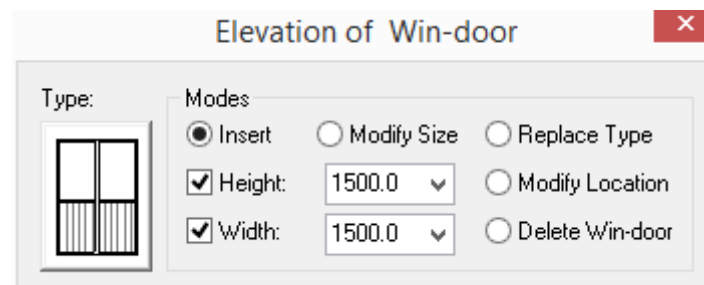 Elevation of Win-door
Type:
Modes
Insert Modify Size Replace Type
Height: 1500.0 Modify Location
Width: 1500.0 Delete Win-door